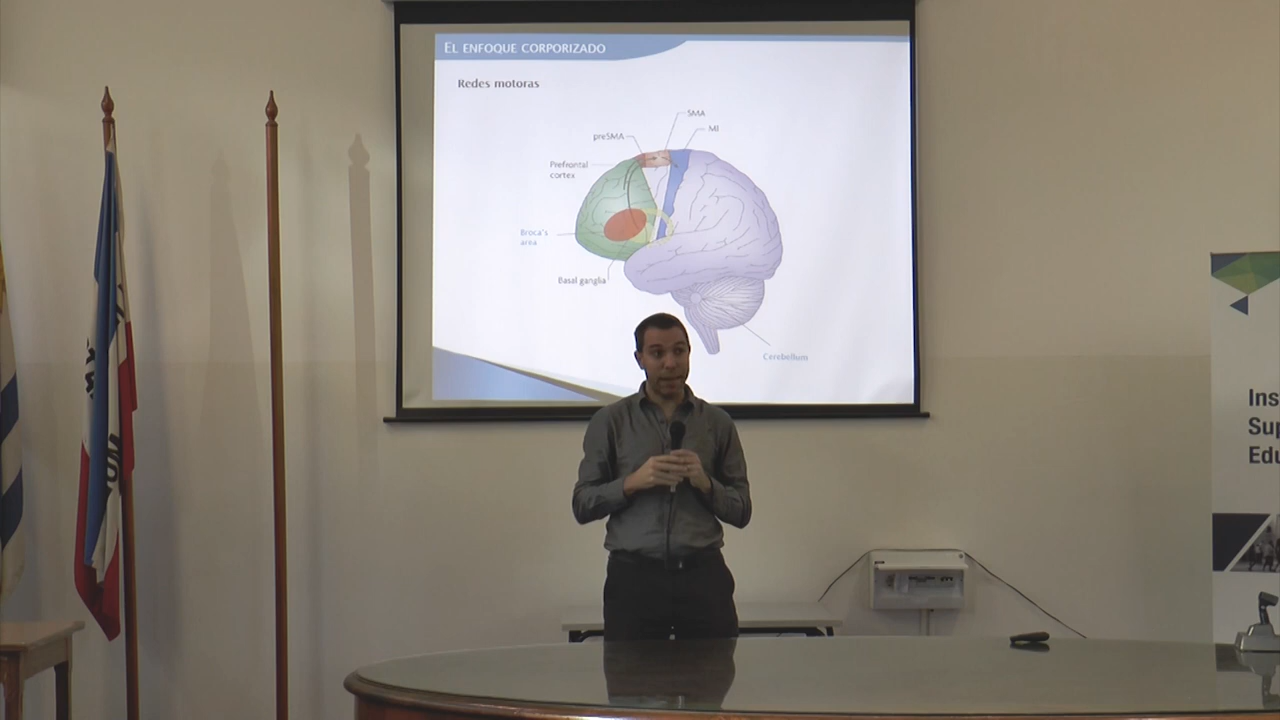 EL ENFOQUE CORPORIZADO
Redes motoras
SMA
MI
preSMA
Prefrontal
cortex
Broca's
area
Basal ganglia
Cerebellum
Ins
Sup
Edu